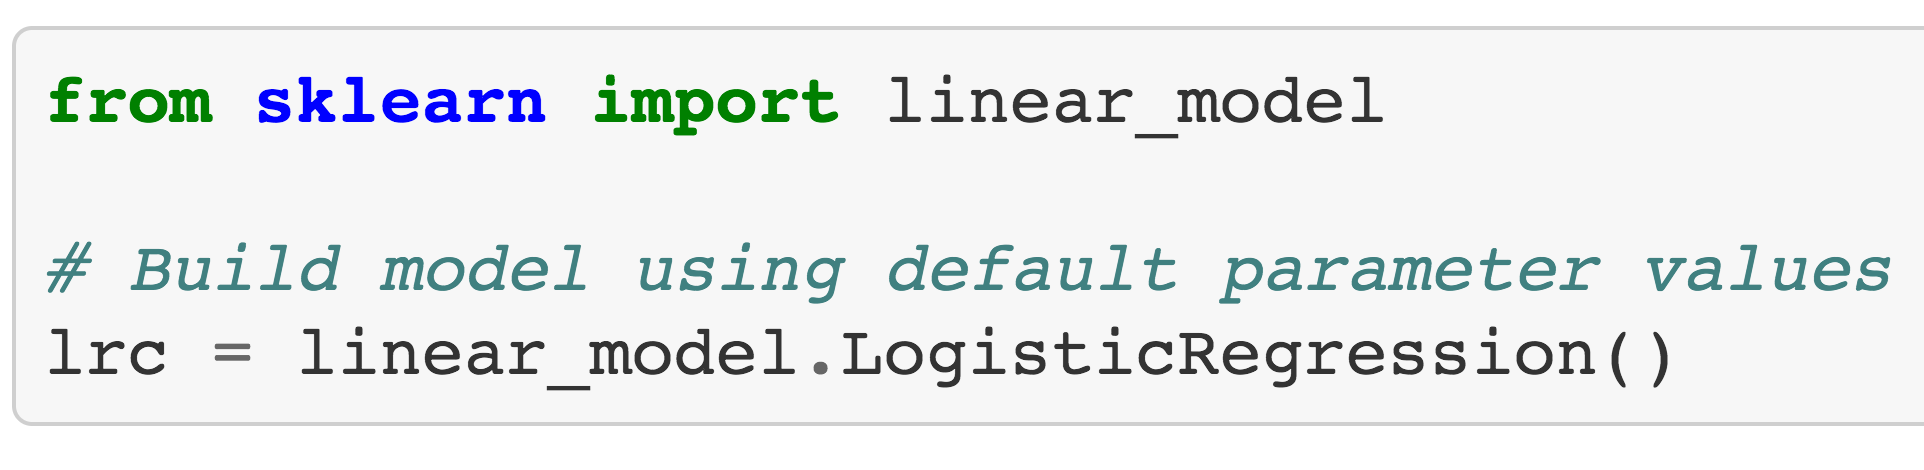 from sklearn import linear_model
# Build model using default parameter values
lrc = linear_model.LogisticRegression()